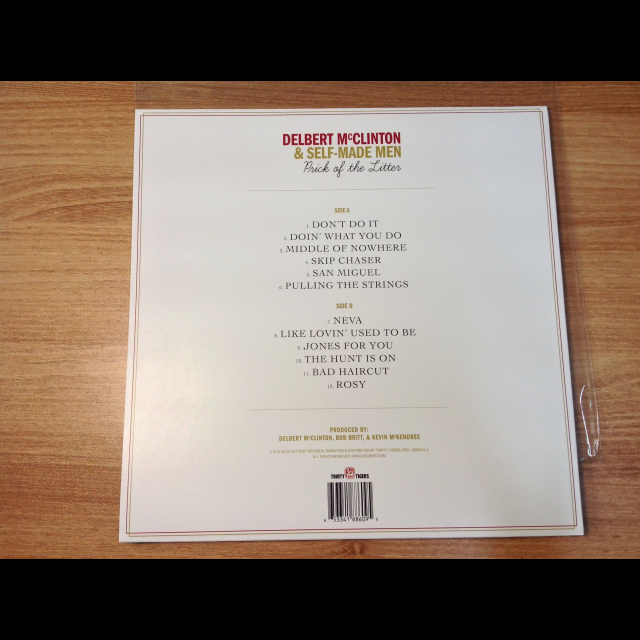 DELBERT McCLINTON
& SELF-MADE MEN
Prick of the Litter
SIDE A
1. DON'T DO IT
2. DOIN' WHAT YOU DO
3. MIDDLE OF NOWHERE
4. SKIP CHASER
5. SAN MIGUEL
6. PULLING THE STRINGS
SIDE B
7. NEVA
8. LIKE LOVIN' USED TO BE
9. JONES FOR YOU
10. THE HUNT IS ON
11. BAD HAIRCUT
12. ROSY
PRODUCED BY:
DELBERT McCLINTON, BOB BRITT, & KEVIN McKENDREE
ALL RIGHTS RESERVED.
THIRTY TIGERS